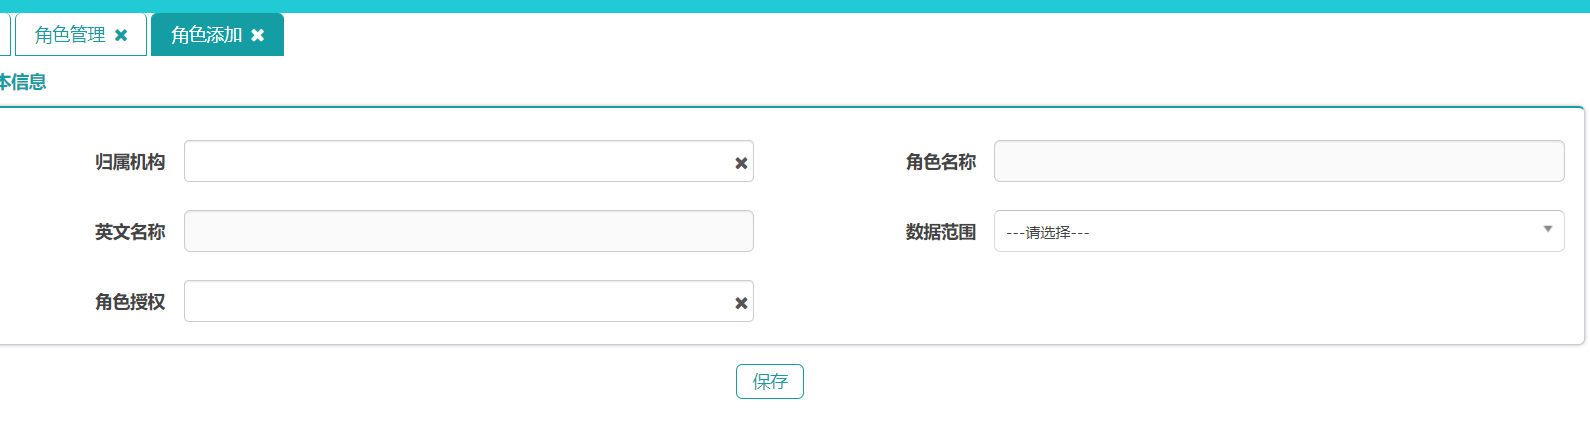 角色管理 角色添加
本信息
归属机构 角色名称
英文名称 数据范围 ---请选择---
角色授权
保存